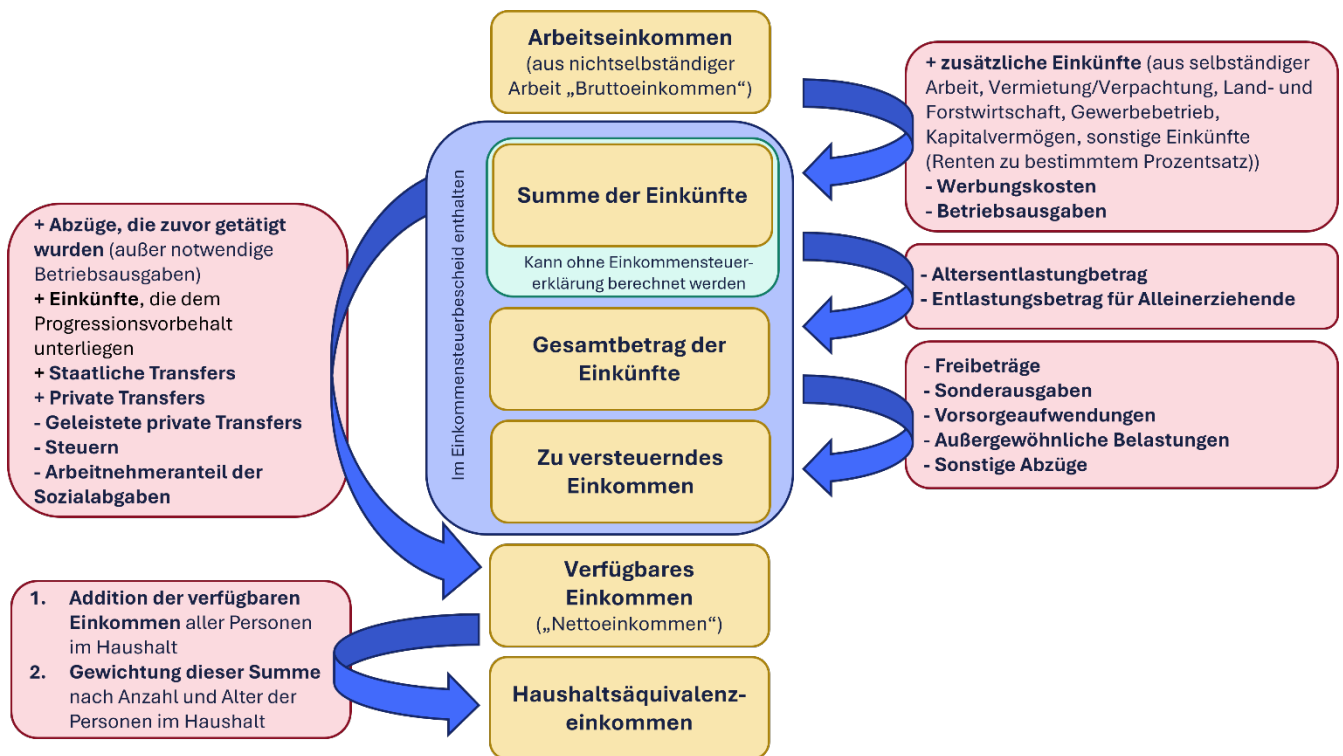 Arbeitseinkommen
(aus nichtselbständiger
Arbeit „Bruttoeinkommen“)
+ zusätzliche Einkünfte (aus selbständiger
Arbeit, Vermietung/Verpachtung, Land- und
Forstwirtschaft, Gewerbebetrieb,
Kapitalvermögen, sonstige Einkünfte
(Renten zu bestimmtem Prozentsatz))
- Werbungskosten
- Betriebsausgaben
Im Einkommensteuerbescheid enthalten
Summe der Einkünfte
Kann ohne Einkommensteuer-
erklärung berechnet werden
- Altersentlastungbetrag
- Entlastungsbetrag für Alleinerziehende
Gesamtbetrag der
Einkünfte
- Freibeträge
- Sonderausgaben
- Vorsorgeaufwendungen
- Außergewöhnliche Belastungen
- Sonstige Abzüge
Zu versteuerndes
Einkommen
+ Abzüge, die zuvor getätigt
wurden (außer notwendige
Betriebsausgaben)
+ Einkünfte, die dem
Progressionsvorbehalt
unterliegen
+ Staatliche Transfers
+ Private Transfers
- Geleistete private Transfers
- Steuern
- Arbeitnehmeranteil der
Sozialabgaben
Verfügbares
Einkommen
(„Nettoeinkommen“)
1. Addition der verfügbaren
Einkommen aller Personen
im Haushalt
2. Gewichtung dieser Summe
nach Anzahl und Alter der
Personen im Haushalt
Haushaltsäquivalenz-
einkommen